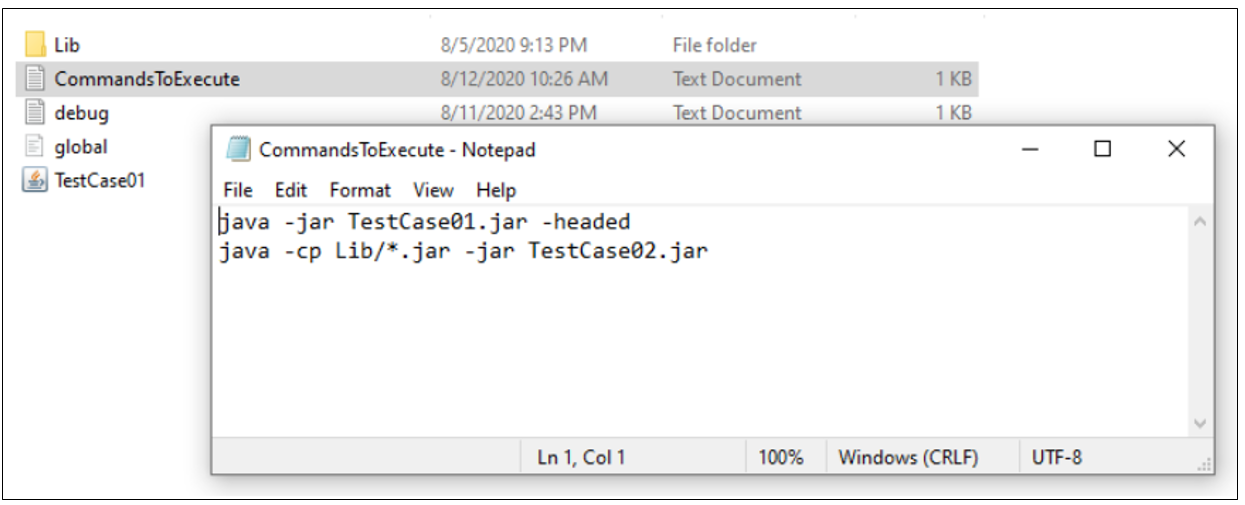 Lib 8/5/2020 9:13 PM File folder
CommandsToExecute 8/12/2020 10:26 AM Text Document 1 KB
debug 8/11/2020 2:43 PM Text Document 1 KB
global
TestCase01
CommandsToExecute - Notepad
File Edit Format View Help
java -jar TestCase01.jar -headed
java -cp Lib/*.jar -jar TestCase02.jar
Ln 1, Col 1 100% Windows (CRLF) UTF-8